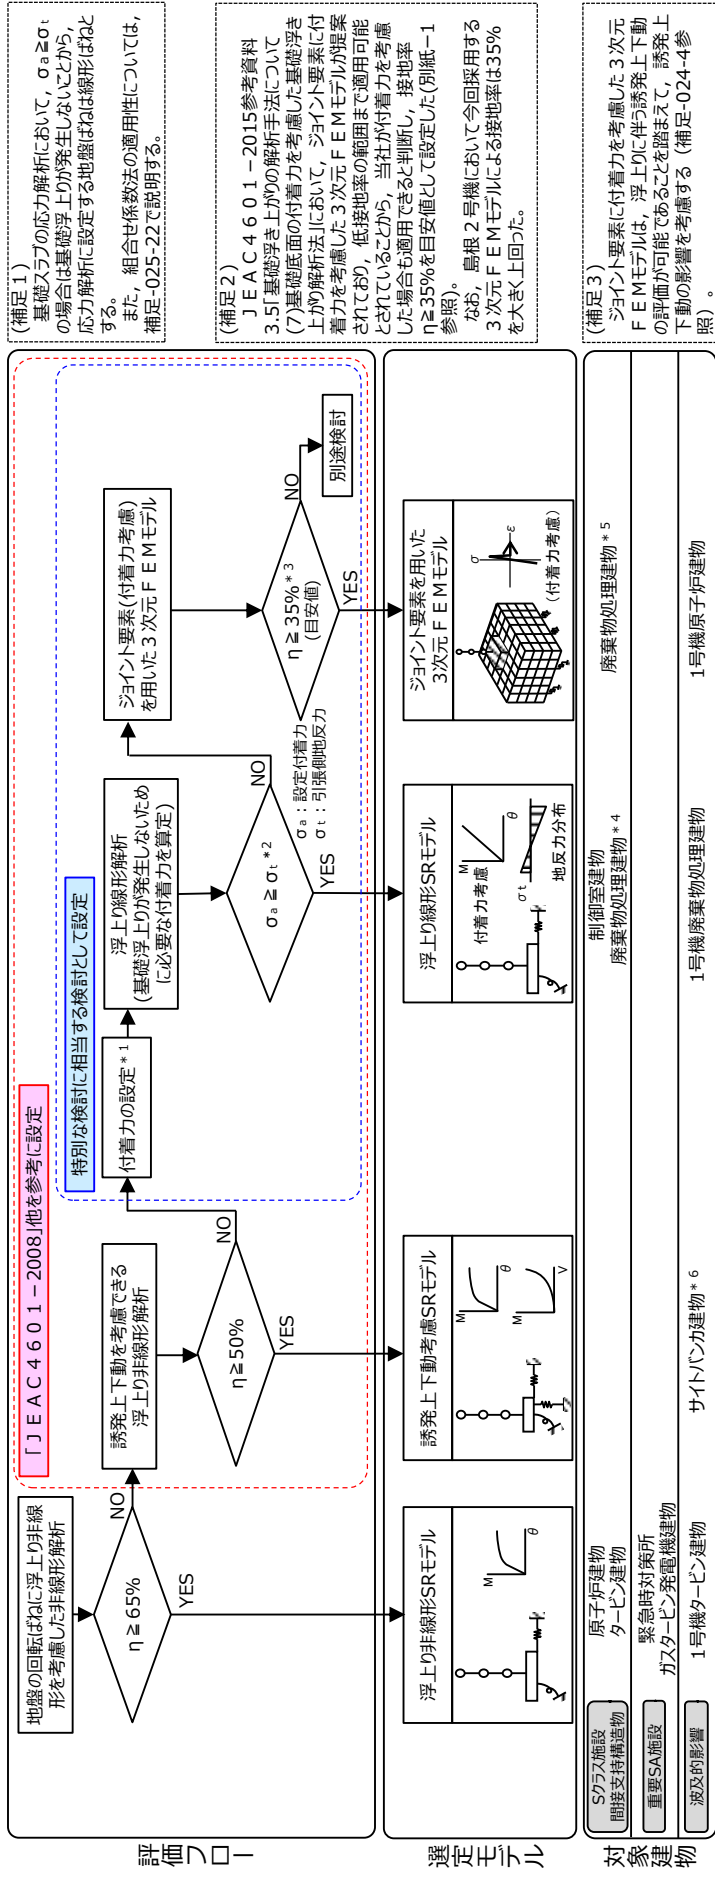 評価フロー
「ＪＥＡＣ４６０１－2008」他を参考に設定
特別な検討に相当する検討として設定
地盤の回転ばねに浮上り非線
形を考慮した非線形解析
η≧65%
NO
YES
誘発上下動を考慮できる
浮上り非線形解析
η≧50%
NO
YES
付着力の設定*1
浮上り線形解析
(基礎浮上りが発生しないため
に必要な付着力を算定)
σa≧σt*2
NO
YES
σa：設定付着力
σt：引張側地反力
ジョイント要素(付着力考慮)
を用いた３次元ＦＥＭモデル
η≧35%*3
(目安値)
NO
YES
別途検討
選定モデル
浮上り非線形SRモデル
M
θ
誘発上下動考慮SRモデル
M
θ
M
V
浮上り線形SRモデル
付着力考慮
M
θ
σt
地反力分布
ジョイント要素を用いた
3次元ＦＥＭモデル
σ
ε
(付着力考慮)
対象建物
Sクラス施設
間接支持構造物
原子炉建物
タービン建物
制御室建物
廃棄物処理建物*4
廃棄物処理建物*5
重要SA施設
緊急時対策所
ガスタービン発電機建物
波及的影響
1号機タービン建物
サイトバンカ建物*6
1号機廃棄物処理建物
1号機原子炉建物
(補足１)
基礎スラブの応力解析において，σa≧σt
の場合は基礎浮上りが発生しないことから，
応力解析に設定する地盤ばねは線形ばねと
する。
また，組合せ係数法の適用性については，
補足-025-22で説明する。
(補足２)
ＪＥＡＣ４６０１－2015参考資料
3.5｢基礎浮き上がりの解析手法について
(7)基礎底面の付着力を考慮した基礎浮き
上がり解析法｣において，ジョイント要素に付
着力を考慮した３次元ＦＥＭモデルが提案
されており，低接地率の範囲まで適用可能
とされていることから，当社が付着力を考慮
した場合も適用できると判断し，接地率
η≧35%を目安値として設定した(別紙－1
参照)。
なお，島根２号機において今回採用する
３次元ＦＥＭモデルによる接地率は35%
を大きく上回った。
(補足３)
ジョイント要素に付着力を考慮した３次元
ＦＥＭモデルは，浮上りに伴う誘発上下動
の評価が可能であることを踏まえて，誘発上
下動の影響を考慮する（補足-024-4参
照）。